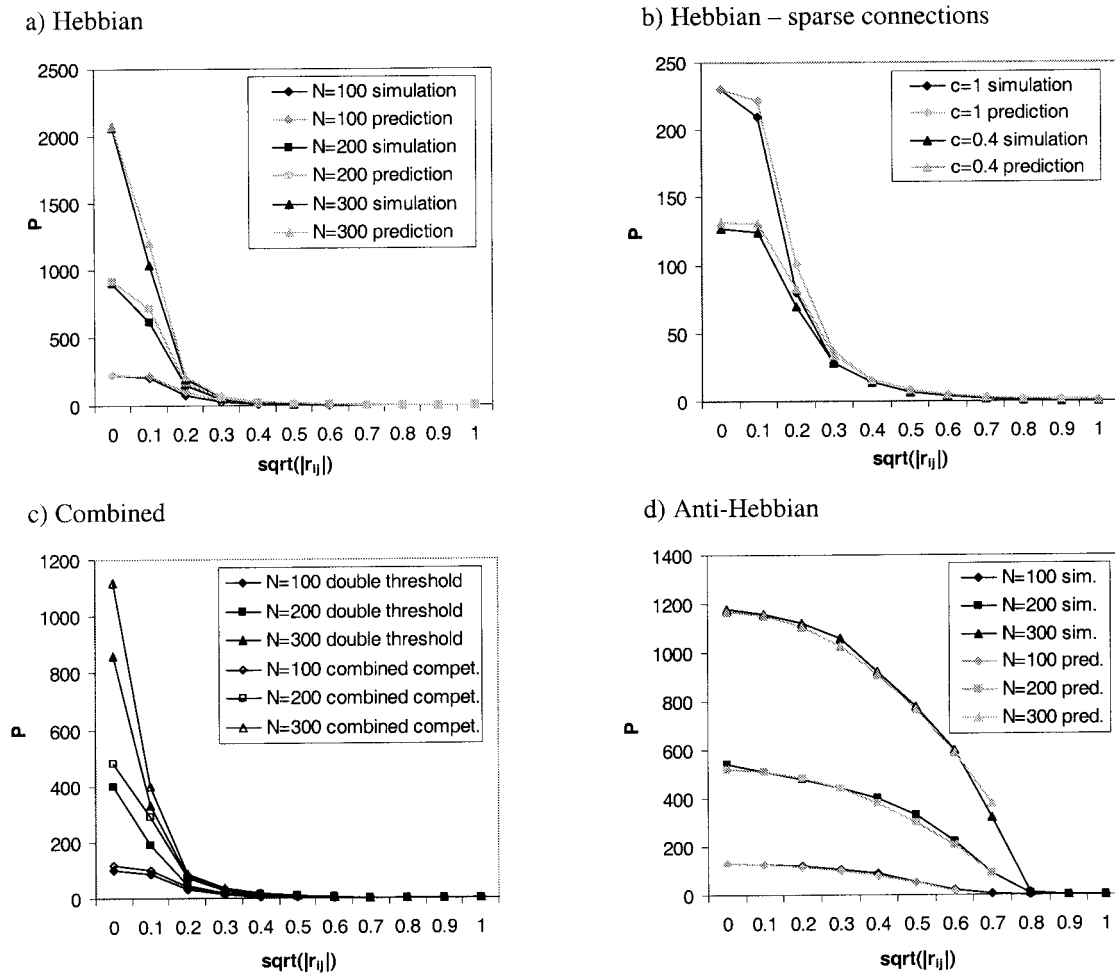 a) Hebbian
2500
2000
1500
1000
500
0
P
N=100 simulation
N=100 prediction
N=200 simulation
N=200 prediction
N=300 simulation
N=300 prediction
0 0.1 0.2 0.3 0.4 0.5 0.6 0.7 0.8 0.9 1
sqrt(|rij|)
b) Hebbian – sparse connections
250
200
150
100
50
0
P
c=1 simulation
c=1 prediction
c=0.4 simulation
c=0.4 prediction
0 0.1 0.2 0.3 0.4 0.5 0.6 0.7 0.8 0.9 1
sqrt(|rij|)
c) Combined
1200
1000
800
600
400
200
0
P
N=100 double threshold
N=200 double threshold
N=300 double threshold
N=100 combined compet.
N=200 combined compet.
N=300 combined compet.
0 0.1 0.2 0.3 0.4 0.5 0.6 0.7 0.8 0.9 1
sqrt(|rij|)
d) Anti-Hebbian
1400
1200
1000
800
600
400
200
0
P
N=100 sim.
N=200 sim.
N=300 sim.
N=100 pred.
N=200 pred.
N=300 pred.
0 0.1 0.2 0.3 0.4 0.5 0.6 0.7 0.8 0.9 1
sqrt(|rij|)